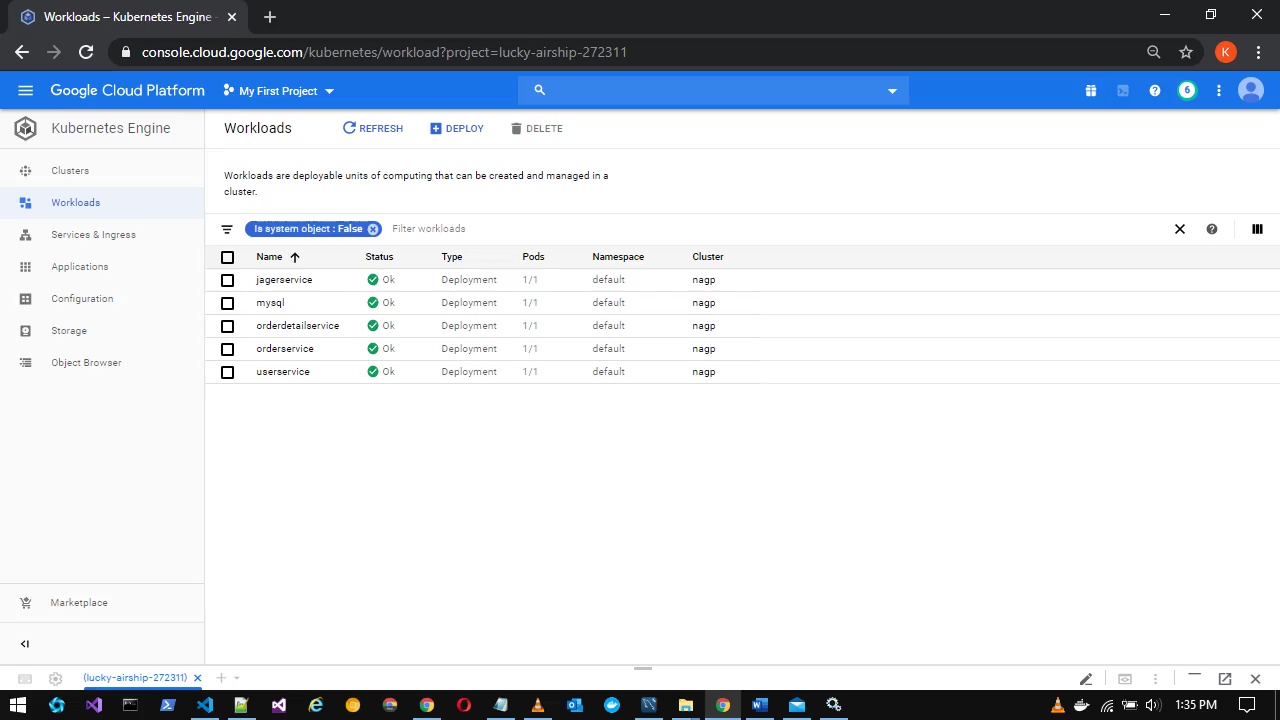 Workloads – Kubernetes Engine
console.cloud.google.com/kubernetes/workload?project=lucky-airship-272311
K
Google Cloud Platform
My First Project
6
Kubernetes Engine
Workloads
REFRESH
DEPLOY
DELETE
Clusters
Workloads
Services & Ingress
Applications
Configuration
Storage
Object Browser
Marketplace
Workloads are deployable units of computing that can be created and managed in a
cluster.
Is system object : False
Filter workloads
Name Status Type Pods Namespace Cluster
jagerservice Ok Deployment 1/1 default nagp
mysql Ok Deployment 1/1 default nagp
orderdetailservice Ok Deployment 1/1 default nagp
orderservice Ok Deployment 1/1 default nagp
userservice Ok Deployment 1/1 default nagp
(lucky-airship-272311)
1:35 PM